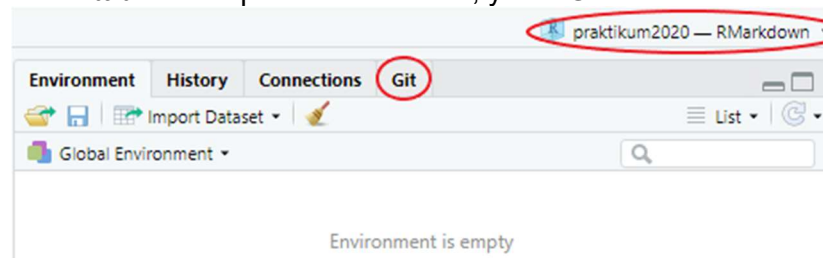 praktikum2020 — RMarkdown
Environment History Connections Git
Import Dataset List
Global Environment
Environment is empty